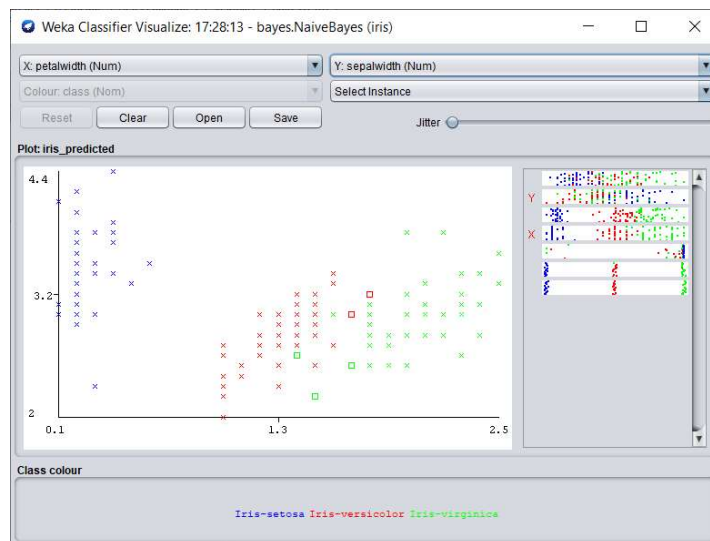 Weka Classifier Visualize: 17:28:13 - bayes.NaiveBayes (iris)
X: petalwidth (Num) Y: sepalwidth (Num)
Colour: class (Nom) Select Instance
Reset Clear Open Save Jitter
Plot: iris_predicted
4.4
Y
X
3.2
2
0.1 1.3 2.5
Class colour
Iris-setosa Iris-versicolor Iris-virginica